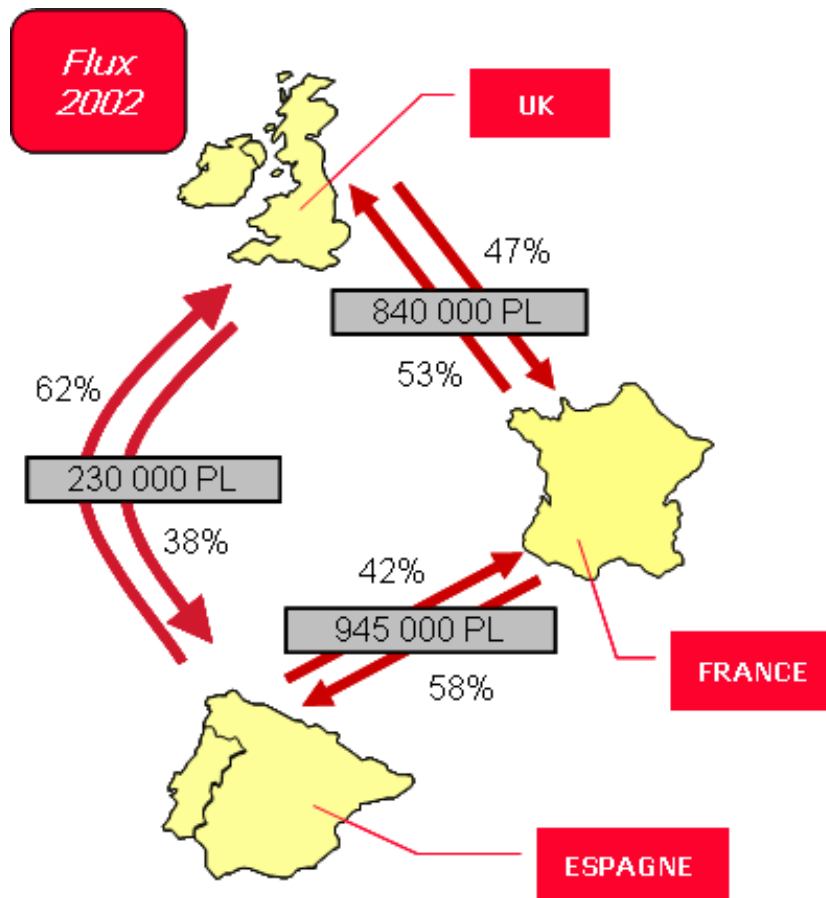 Flux
2002
UK
47%
840 000 PL
53%
62%
230 000 PL
38%
42%
945 000 PL
58%
FRANCE
ESPAGNE